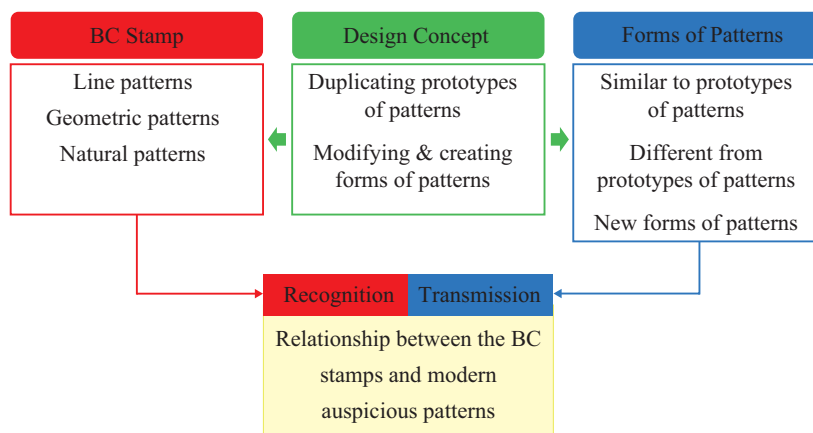 BC Stamp
Line patterns
Geometric patterns
Natural patterns
Design Concept
Duplicating prototypes
of patterns
Modifying & creating
forms of patterns
Forms of Patterns
Similar to prototypes
of patterns
Different from
prototypes of patterns
New forms of patterns
Recognition
Transmission
Relationship between the BC
stamps and modern
auspicious patterns